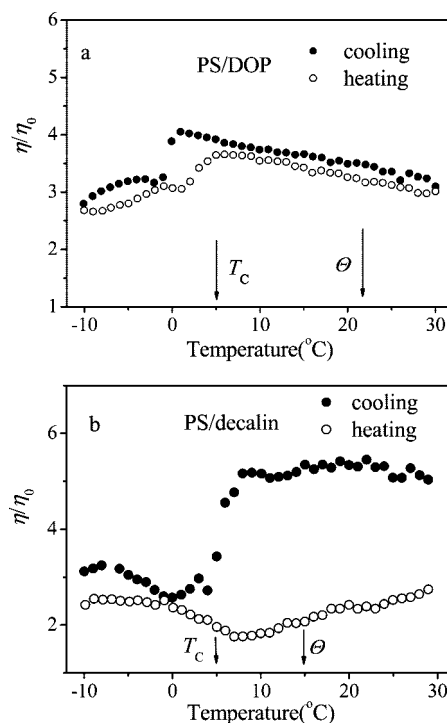 6
a
PS/DOP
● cooling
○ heating
5
η/η₀
4
3
2
T_C
Θ
1
-10 0 10 20 30
Temperature(°C)
b
PS/decalin
● cooling
○ heating
6
η/η₀
4
2
T_C
Θ
-10 0 10 20 30
Temperature(°C)